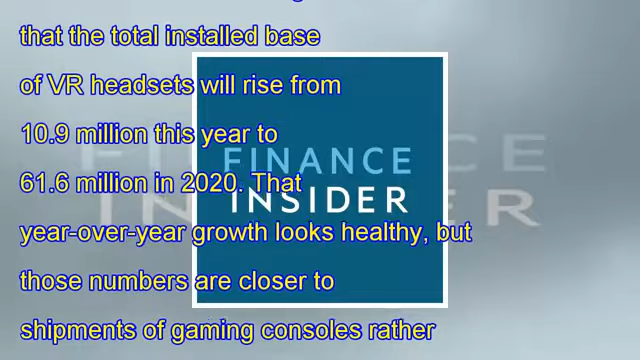 that the total installed base
of VR headsets will rise from
10.9 million this year to
61.6 million in 2020. That
year-over-year growth looks healthy, but
those numbers are closer to
shipments of gaming consoles rather
FINANCE
INSIDER